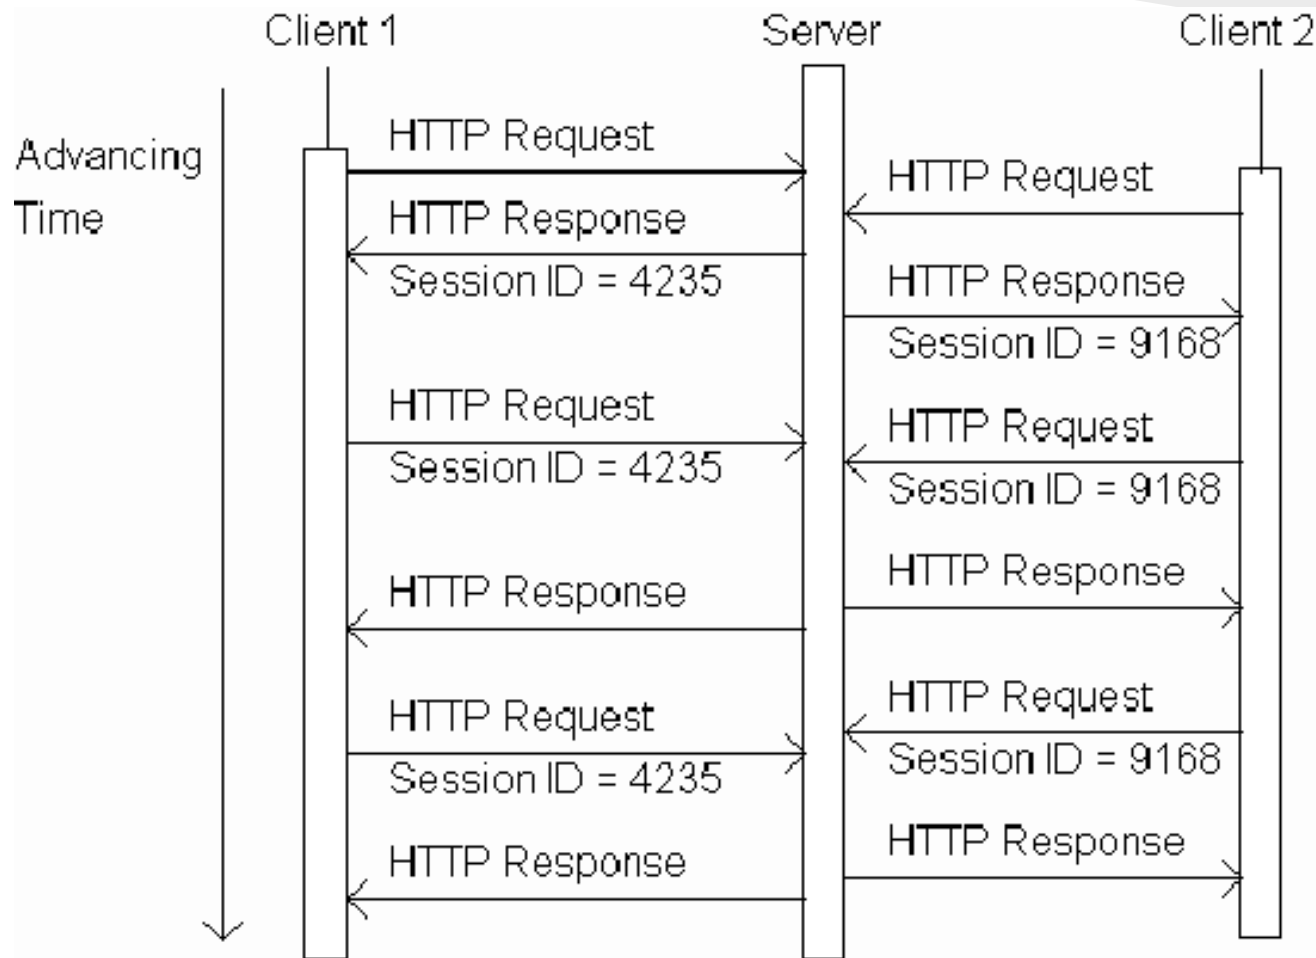 Client 1
Server
Client 2
Advancing
Time
HTTP Request
HTTP Request
HTTP Response
Session ID = 4235
HTTP Response
Session ID = 9168
HTTP Request
Session ID = 4235
HTTP Request
Session ID = 9168
HTTP Response
HTTP Response
HTTP Request
Session ID = 9168
HTTP Request
Session ID = 4235
HTTP Response
HTTP Response